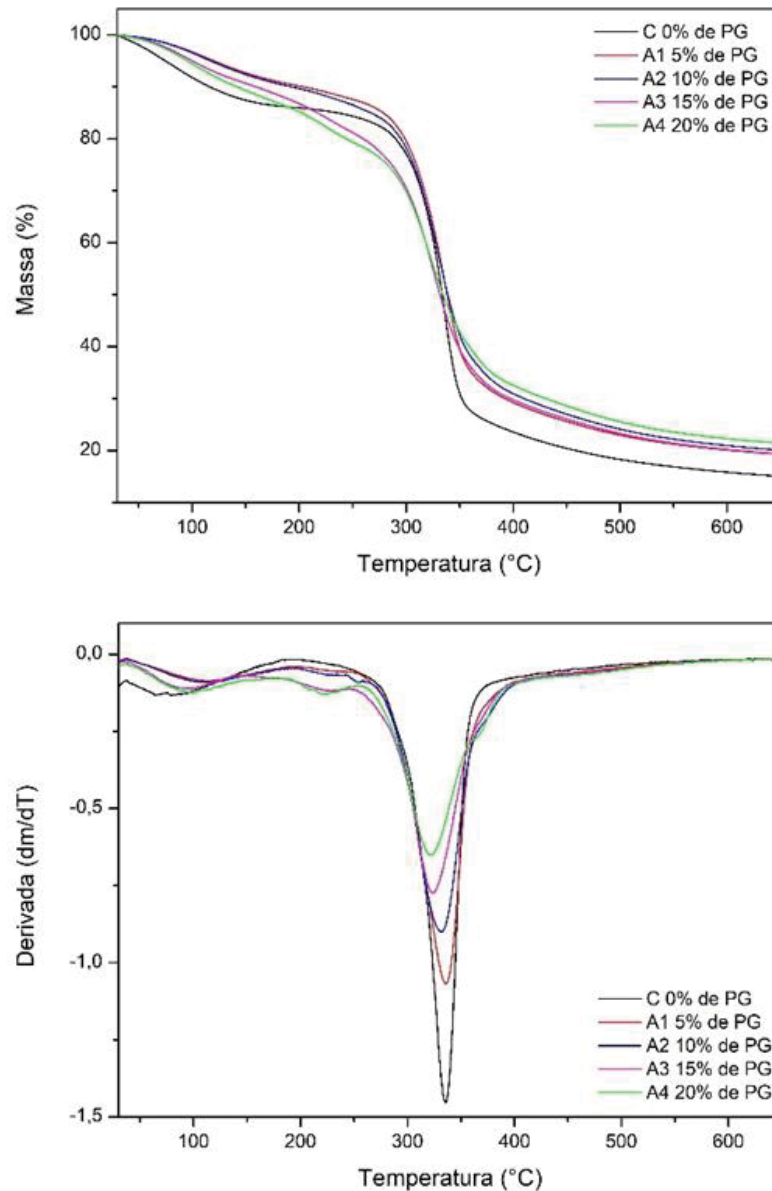 100
80
60
40
20
Massa (%)
C 0% de PG
A1 5% de PG
A2 10% de PG
A3 15% de PG
A4 20% de PG
100 200 300 400 500 600
Temperatura (°C)
0,0
-0,5
-1,0
-1,5
Derivada (dm/dT)
C 0% de PG
A1 5% de PG
A2 10% de PG
A3 15% de PG
A4 20% de PG
100 200 300 400 500 600
Temperatura (°C)